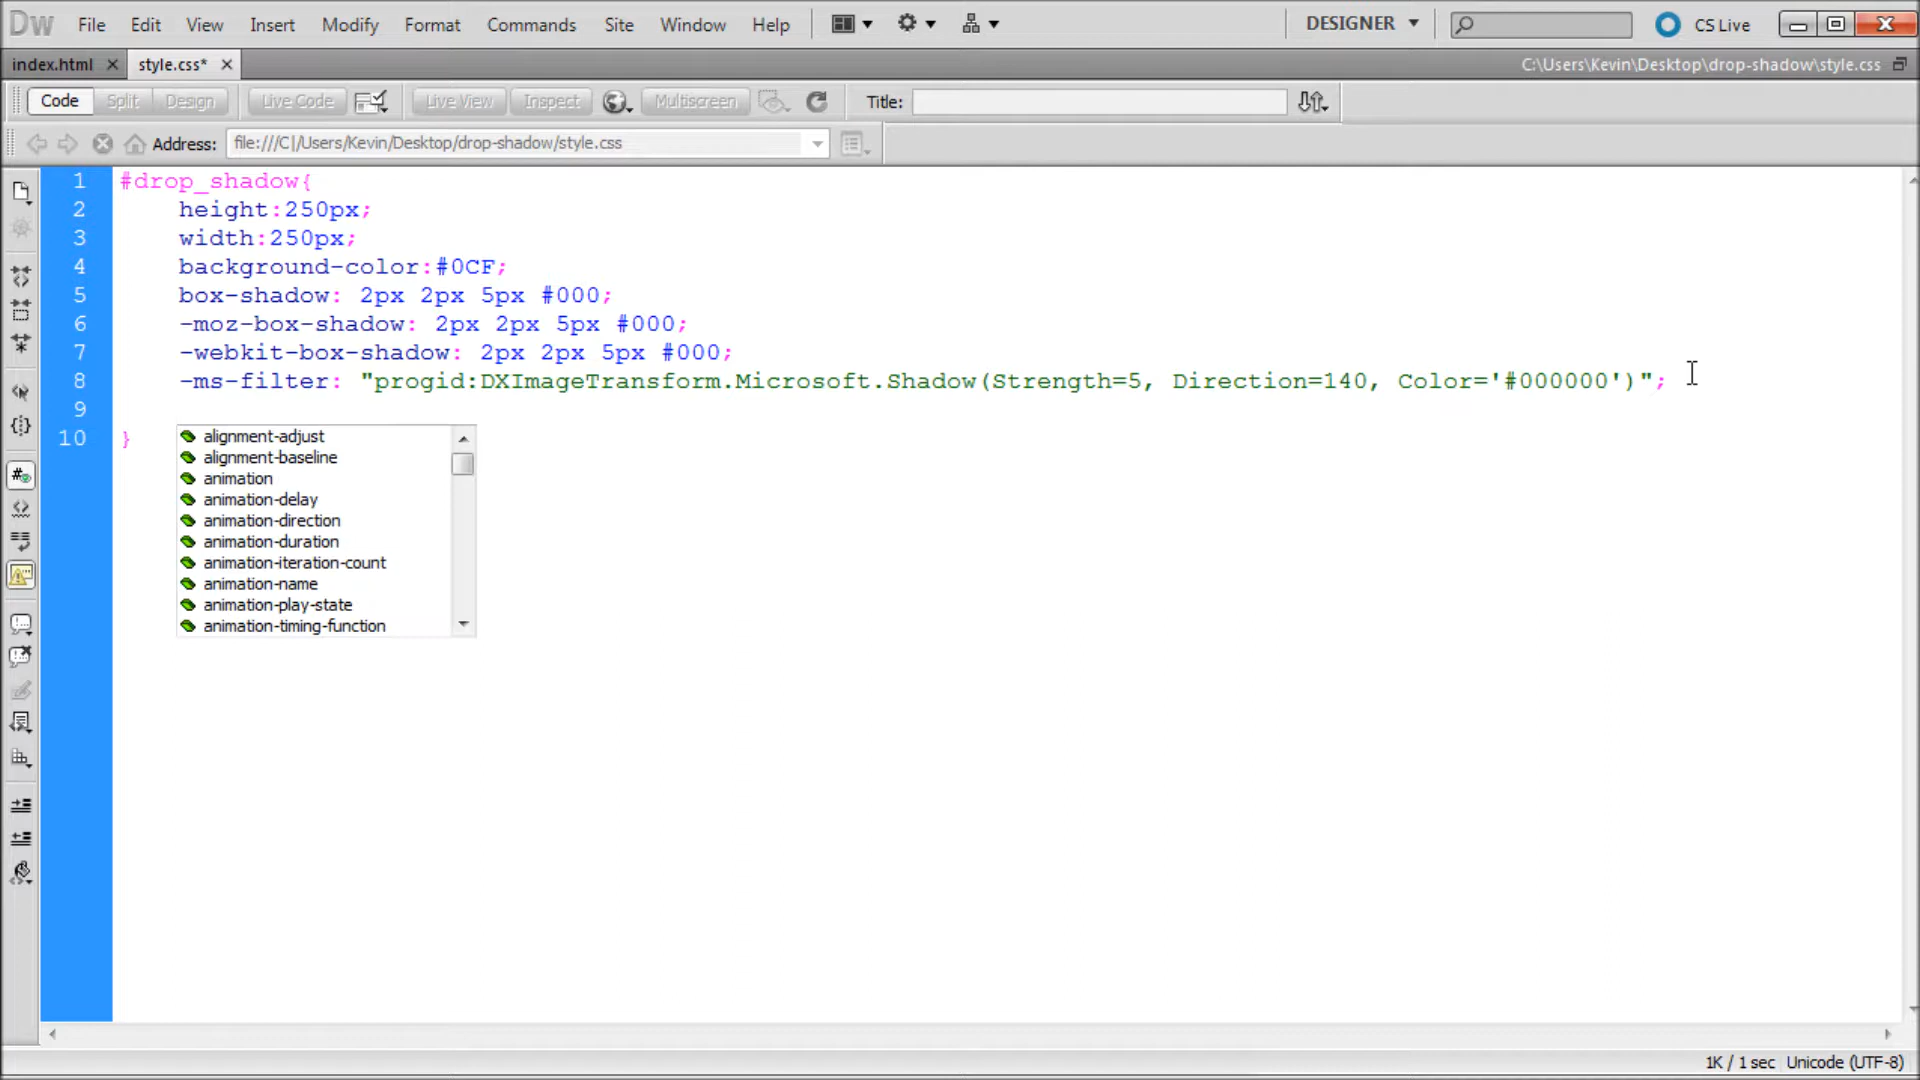 Dw File Edit View Insert Modify Format Commands Site Window Help DESIGNER CS Live
index.html style.css* C:\Users\Kevin\Desktop\drop-shadow\style.css
Code Split Design Live Code Live View Inspect Multiscreen Title:
Address: file:///C|/Users/Kevin/Desktop/drop-shadow/style.css
1 #drop_shadow{
2 height:250px;
3 width:250px;
4 background-color:#0CF;
5 box-shadow: 2px 2px 5px #000;
6 -moz-box-shadow: 2px 2px 5px #000;
7 -webkit-box-shadow: 2px 2px 5px #000;
8 -ms-filter: "progid:DXImageTransform.Microsoft.Shadow(Strength=5, Direction=140, Color='#000000')";
9
10 }
alignment-adjust
alignment-baseline
animation
animation-delay
animation-direction
animation-duration
animation-iteration-count
animation-name
animation-play-state
animation-timing-function
1K / 1 sec Unicode (UTF-8)